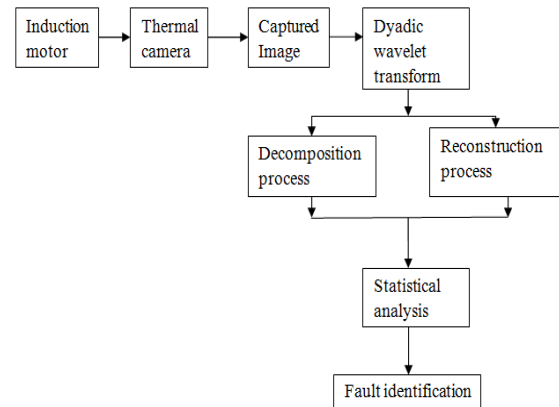 Induction
motor
Thermal
camera
Captured
Image
Dyadic
wavelet
transform
Decomposition
process
Reconstruction
process
Statistical
analysis
Fault identification